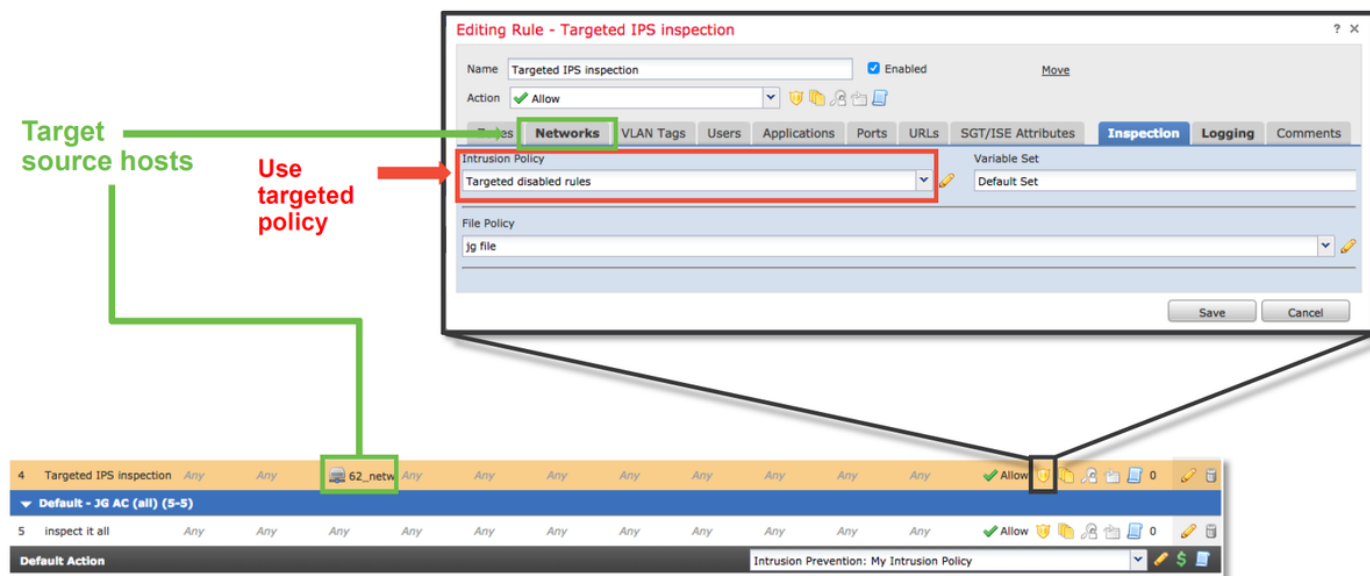 Editing Rule - Targeted IPS inspection ? ×
Name Targeted IPS inspection Enabled Move
Action Allow
Networks VLAN Tags Users Applications Ports URLs SGT/ISE Attributes Inspection Logging Comments
Intrusion Policy Variable Set
Targeted disabled rules Default Set
File Policy
jg file
Save Cancel
Target
source hosts
Use
targeted
policy
4 Targeted IPS inspection Any Any 62_netw Any Any Any Any Any Any Any Any Allow 0
Default - JG AC (all) (5-5)
5 inspect it all Any Any Any Any Any Any Any Any Any Any Any Allow 0
Default Action Intrusion Prevention: My Intrusion Policy $